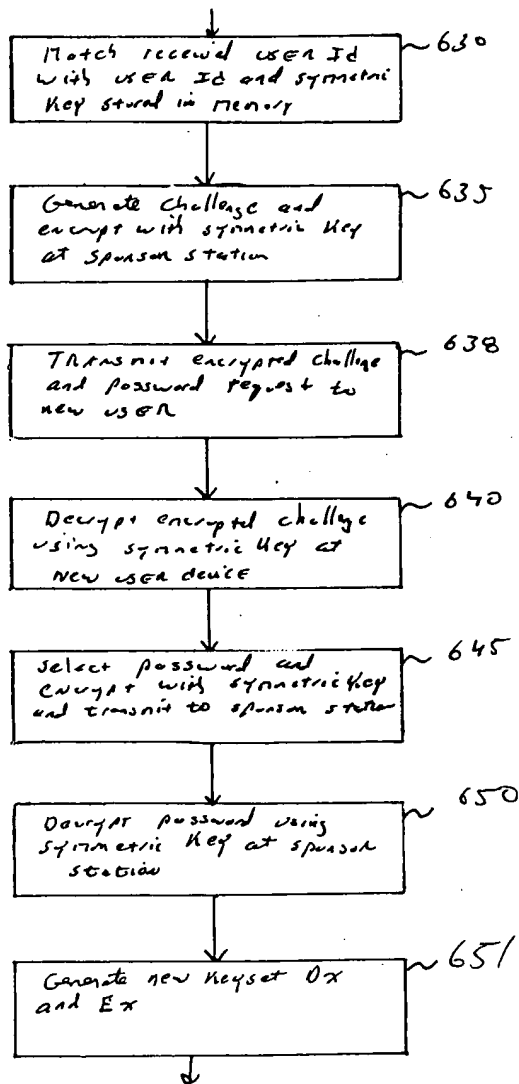 Match received USER Id
with USER Id and symmetric
Key stored in memory
630
Generate challenge and
encrypt with symmetric Key
at sponsor station
635
TRANSMIT encrypted challenge
and password request to
new USER
638
Decrypt encrypted challenge
using symmetric Key at
New USER device
640
select password and
encrypt with symmetric Key
and transmit to sponsor station
645
Decrypt password using
symmetric Key at sponsor
station
650
Generate new Keyset Dx
and Ex
651